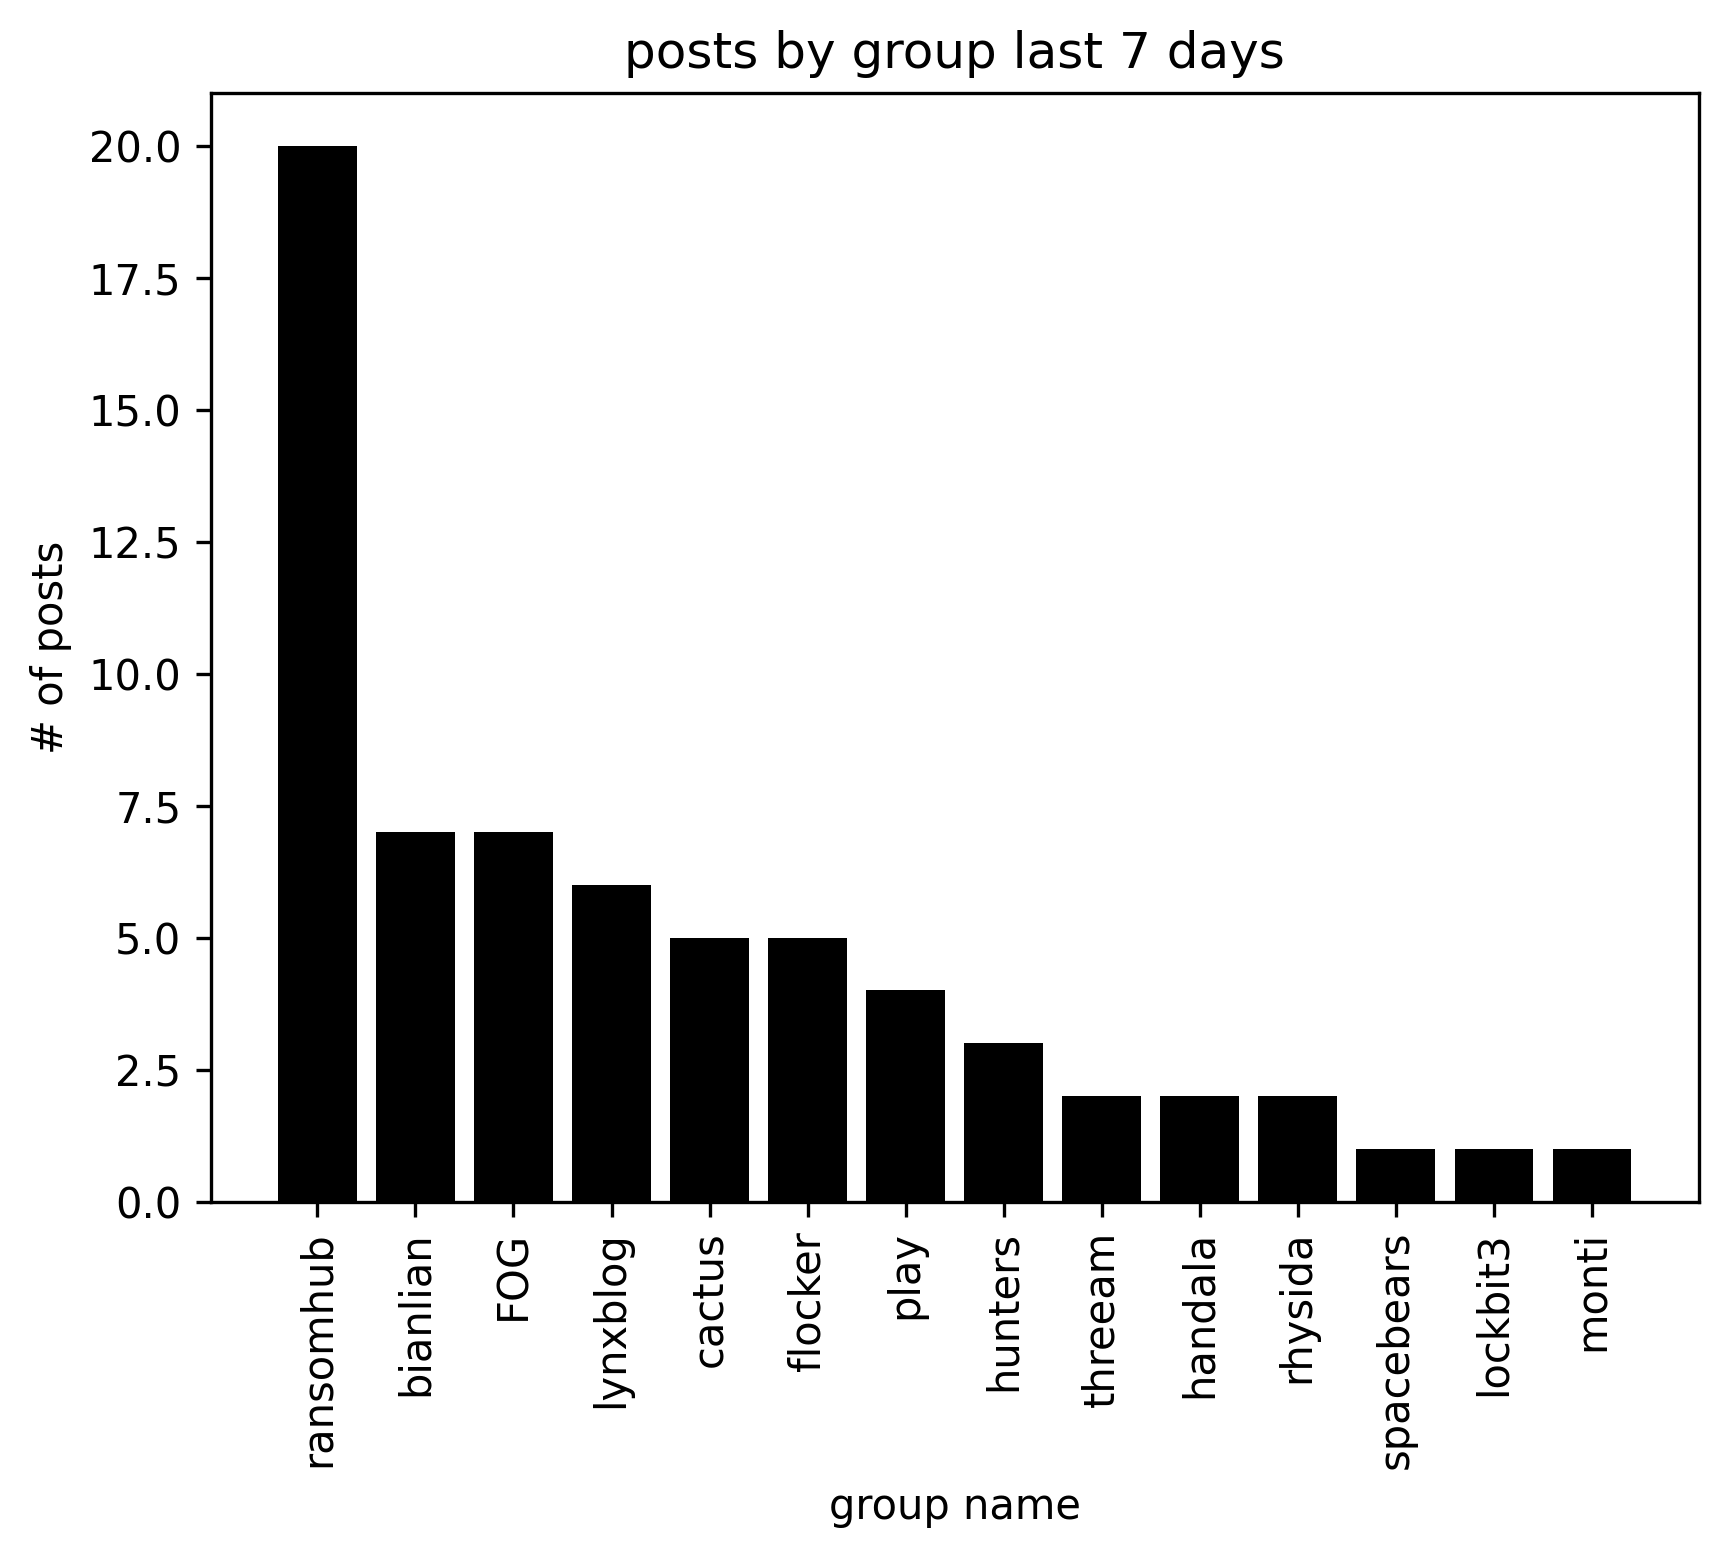 posts by group last 7 days
20.0
17.5
15.0
12.5
10.0
7.5
5.0
2.5
0.0
# of posts
ransomhub
bianlian
FOG
lynxblog
cactus
flocker
play
hunters
threeam
handala
rhysida
spacebears
lockbit3
monti
group name